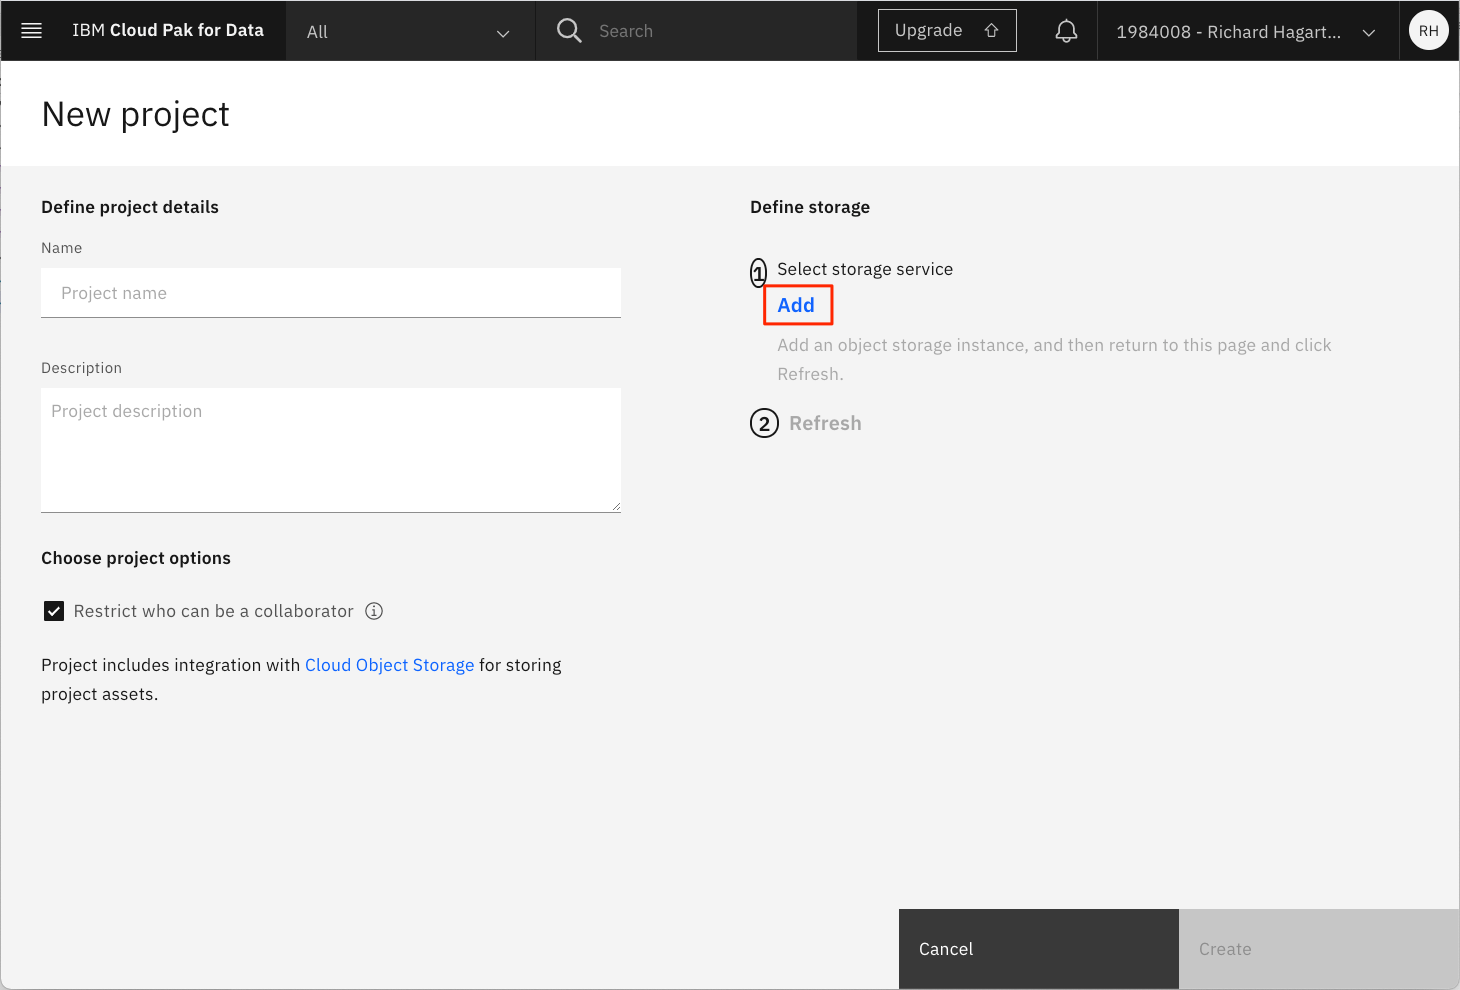 IBM Cloud Pak for Data
All
Search
Upgrade
1984008 - Richard Hagart...
RH
New project
Define project details
Name
Project name
Description
Project description
Choose project options
Restrict who can be a collaborator
Project includes integration with Cloud Object Storage for storing
project assets.
Define storage
1 Select storage service
Add
Add an object storage instance, and then return to this page and click
Refresh.
2 Refresh
Cancel
Create